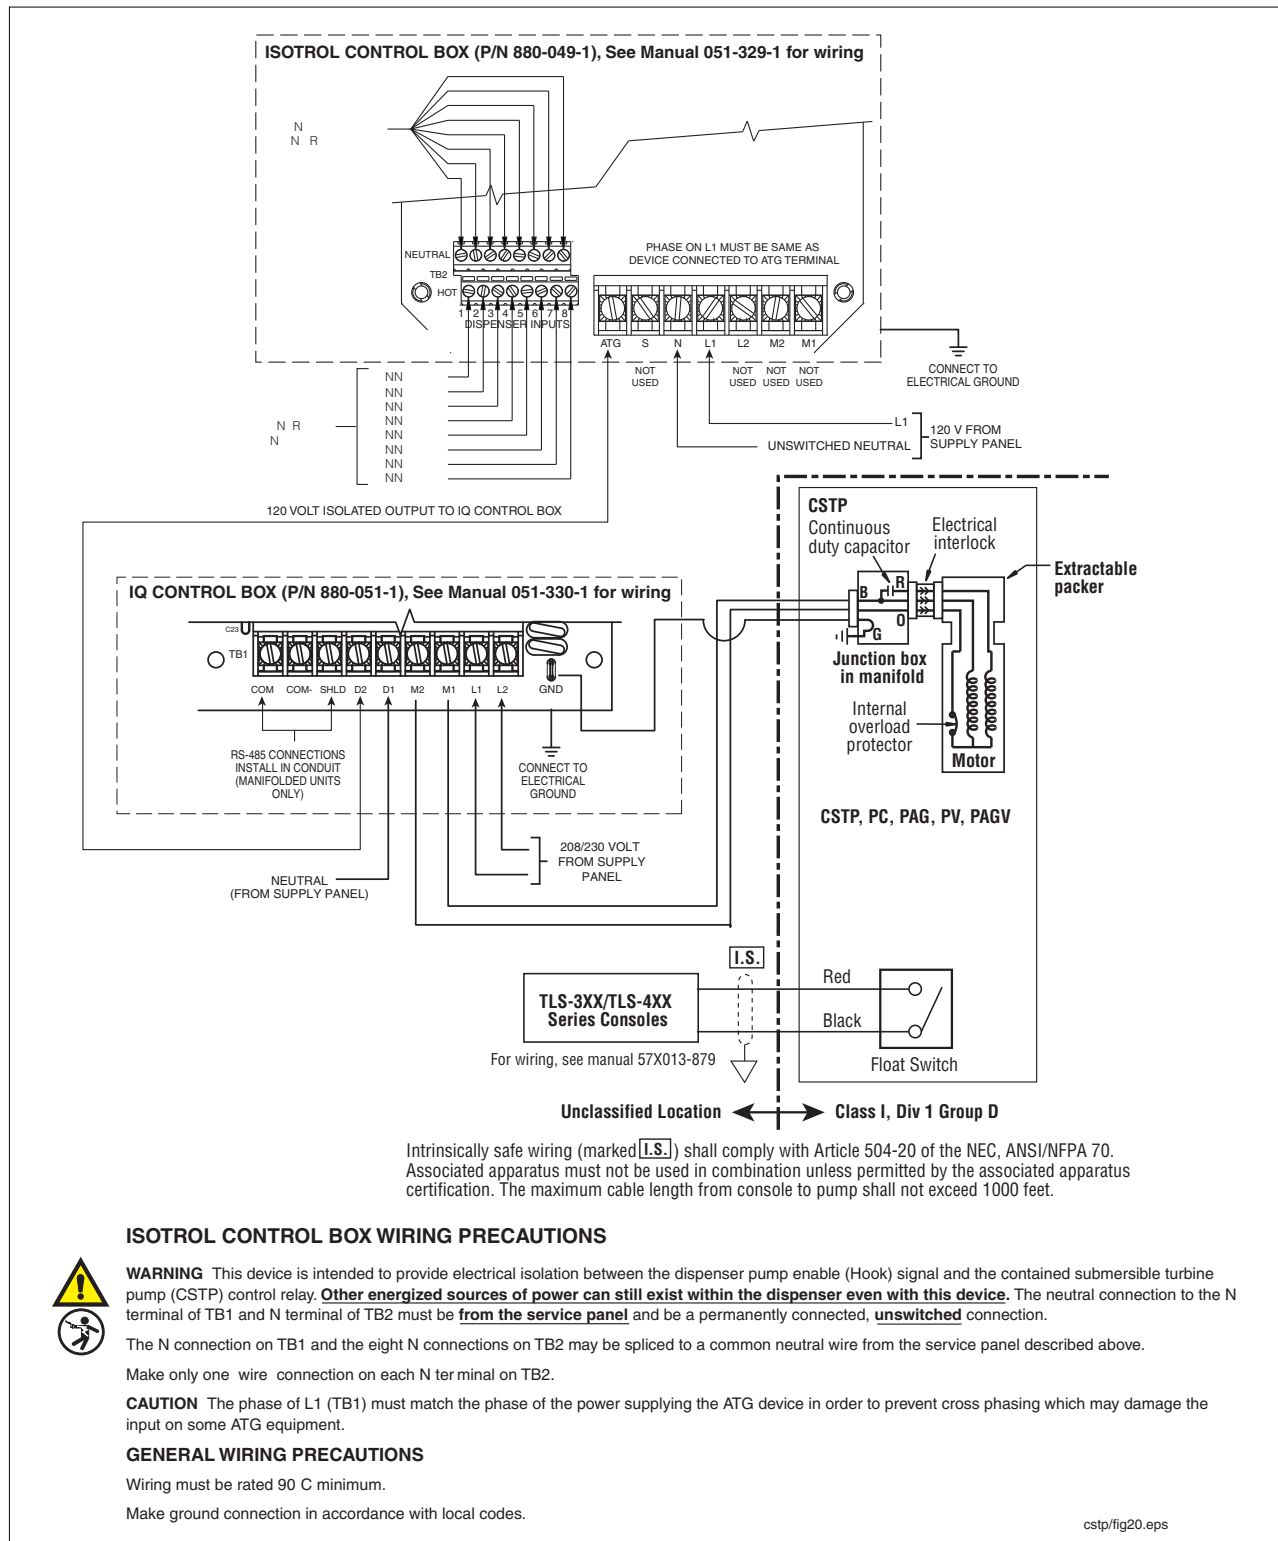 ISOTROL CONTROL BOX (P/N 880-049-1), See Manual 051-329-1 for wiring
N
N R
NEUTRAL
TB2
HOT
1 2 3 4 5 6 7 8
DISPENSER INPUTS
PHASE ON L1 MUST BE SAME AS
DEVICE CONNECTED TO ATG TERMINAL
ATG S N L1 L2 M2 M1
NOT USED
NOT USED
NOT USED
NOT USED
CONNECT TO
ELECTRICAL GROUND
NN
NN
NN
NN
NN
NN
NN
NN
N R
N
L1
UNSWITCHED NEUTRAL
120 V FROM
SUPPLY PANEL
120 VOLT ISOLATED OUTPUT TO IQ CONTROL BOX
IQ CONTROL BOX (P/N 880-051-1), See Manual 051-330-1 for wiring
C23
TB1
COM COM- SHLD D2 D1 M2 M1 L1 L2 GND
RS-485 CONNECTIONS
INSTALL IN CONDUIT
(MANIFOLDED UNITS
ONLY)
CONNECT TO
ELECTRICAL
GROUND
208/230 VOLT
FROM SUPPLY
PANEL
NEUTRAL
(FROM SUPPLY PANEL)
CSTP
Continuous
duty capacitor
Electrical
interlock
Extractable
packer
B
R
O
G
Junction box
in manifold
Internal
overload
protector
Motor
CSTP, PC, PAG, PV, PAGV
I.S.
TLS-3XX/TLS-4XX
Series Consoles
For wiring, see manual 57X013-879
Red
Black
Float Switch
Unclassified Location
Class I, Div 1 Group D
Intrinsically safe wiring (marked I.S. ) shall comply with Article 504-20 of the NEC, ANSI/NFPA 70.
Associated apparatus must not be used in combination unless permitted by the associated apparatus
certification. The maximum cable length from console to pump shall not exceed 1000 feet.
ISOTROL CONTROL BOX WIRING PRECAUTIONS
WARNING This device is intended to provide electrical isolation between the dispenser pump enable (Hook) signal and the contained submersible turbine
pump (CSTP) control relay. Other energized sources of power can still exist within the dispenser even with this device. The neutral connection to the N
terminal of TB1 and N terminal of TB2 must be from the service panel and be a permanently connected, unswitched connection.
The N connection on TB1 and the eight N connections on TB2 may be spliced to a common neutral wire from the service panel described above.
Make only one wire connection on each N ter minal on TB2.
CAUTION The phase of L1 (TB1) must match the phase of the power supplying the ATG device in order to prevent cross phasing which may damage the
input on some ATG equipment.
GENERAL WIRING PRECAUTIONS
Wiring must be rated 90 C minimum.
Make ground connection in accordance with local codes.
cstp/fig20.eps